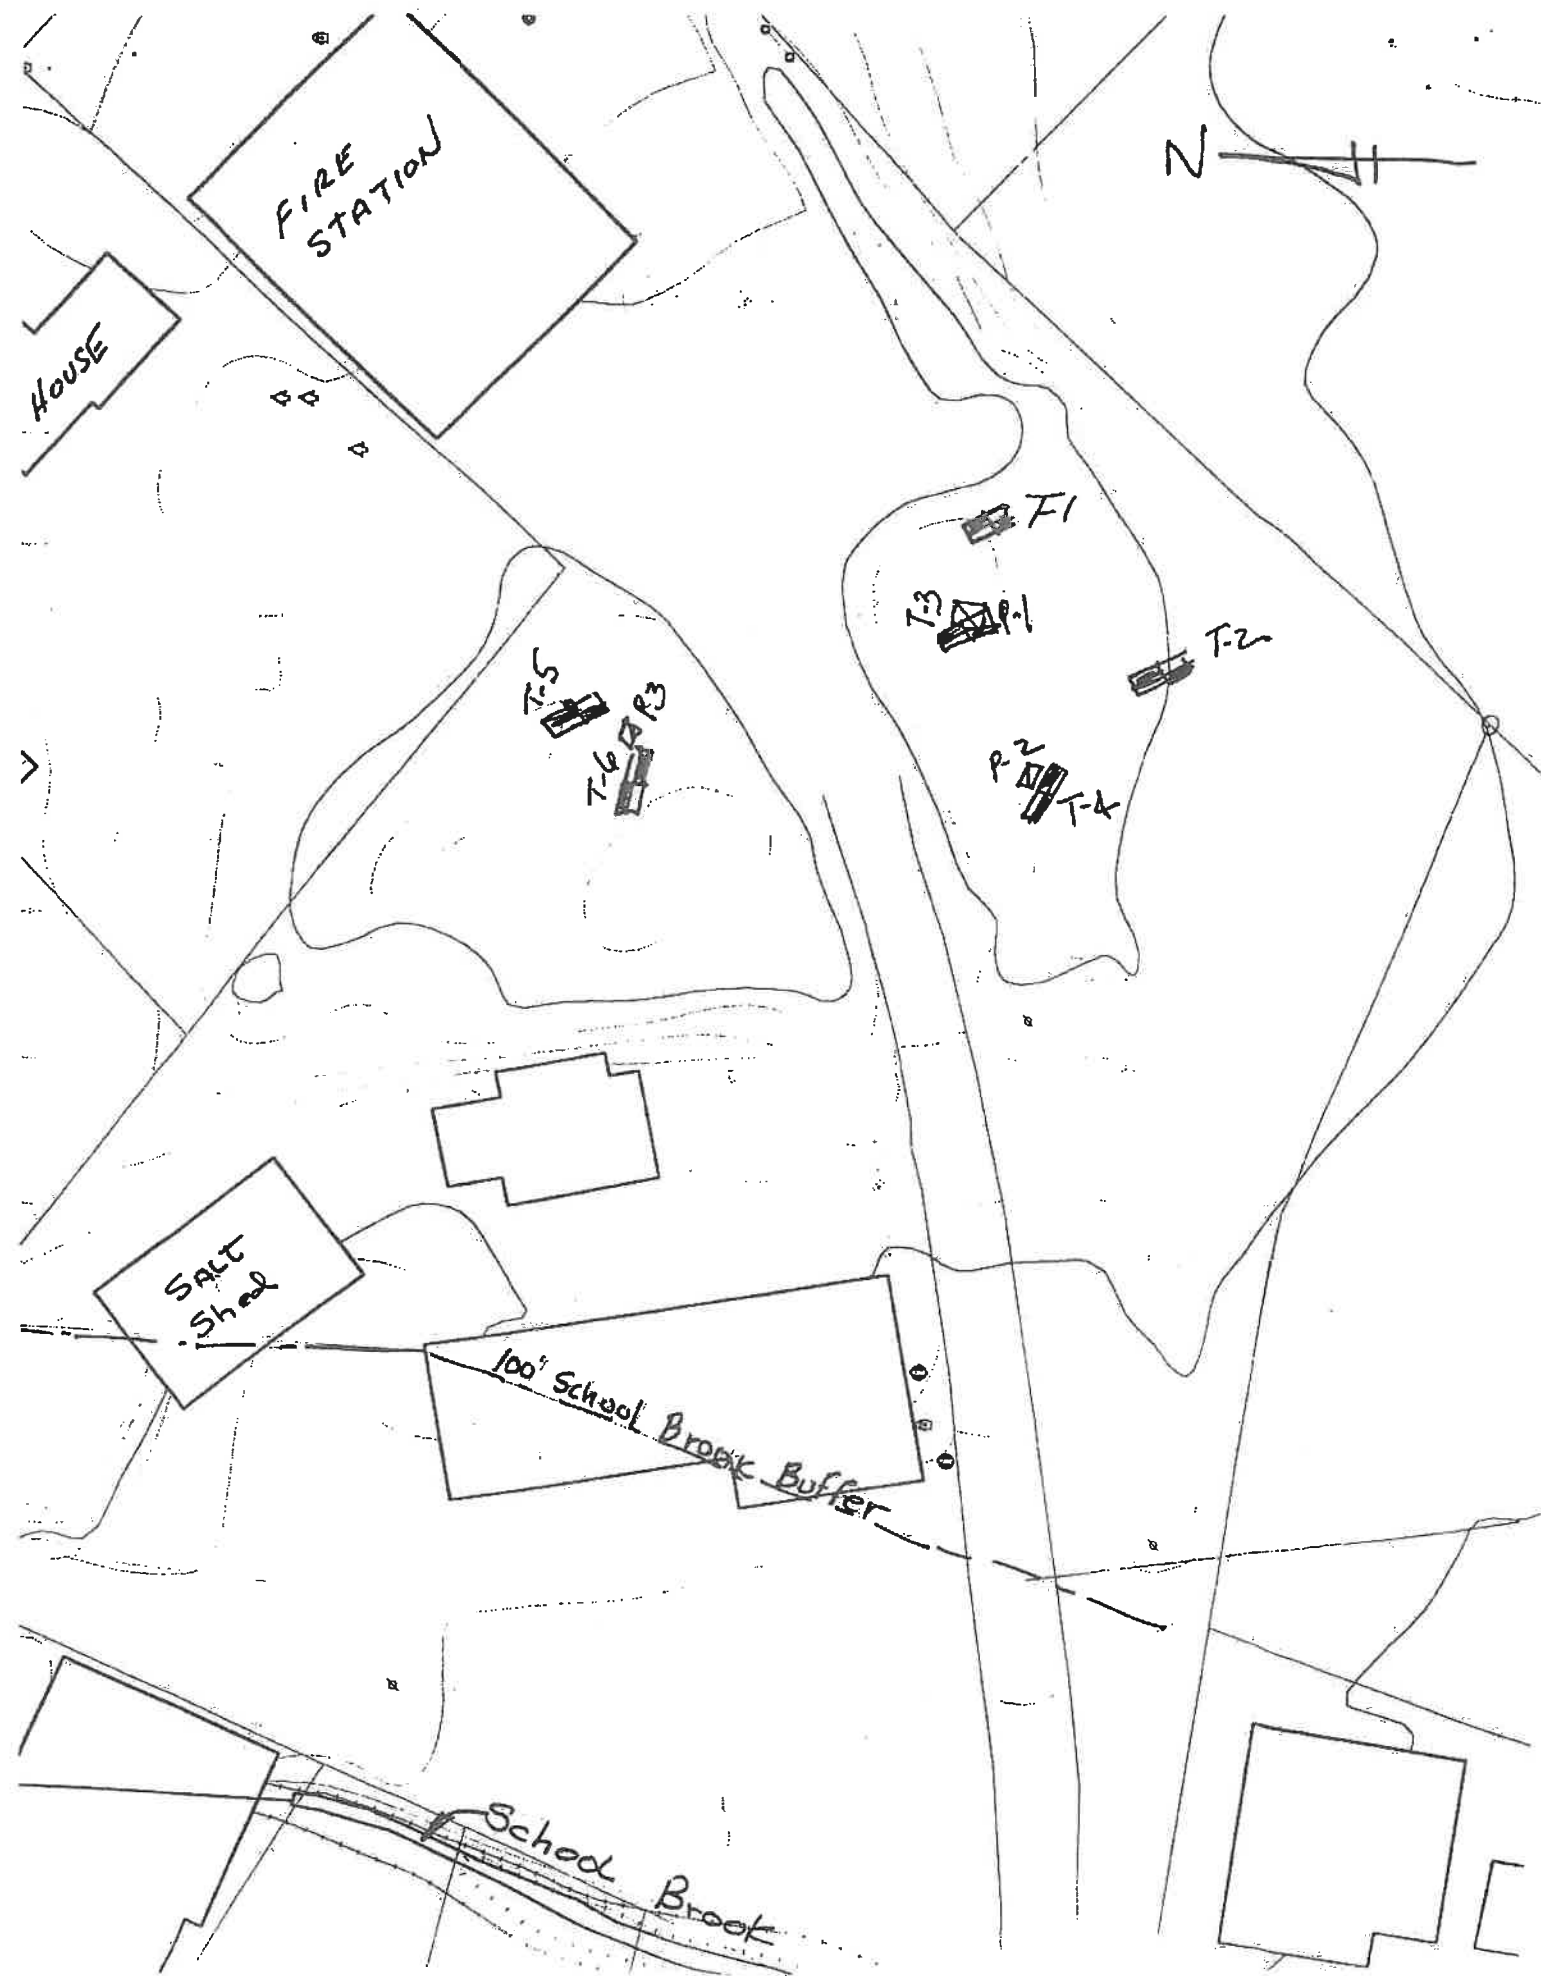 FIRE
STATION
N
HOUSE
T-1
T-3
P-1
T-2
T-5
P-3
T-6
P-2
T-4
SALT
Shed
100' School Brook Buffer
School Brook